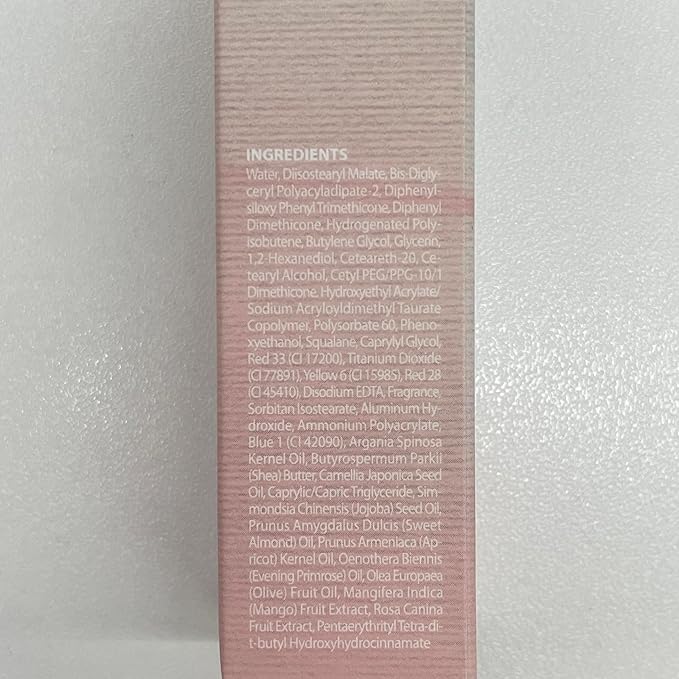 INGREDIENTS
Water, Diisostearyl Malate, Bis-Digly-
ceryl Polyacyladipate-2, Diphenyl-
siloxy Phenyl Trimethicone, Diphenyl
Dimethicone, Hydrogenated Poly-
isobutene, Butylene Glycol, Glycerin,
1,2-Hexanediol, Ceteareth-20, Ce-
tearyl Alcohol, Cetyl PEG/PPG-10/1
Dimethicone, Hydroxyethyl Acrylate/
Sodium Acryloyldimethyl Taurate
Copolymer, Polysorbate 60, Pheno-
xyethanol, Squalane, Caprylyl Glycol,
Red 33 (CI 17200), Titanium Dioxide
(CI 77891), Yellow 6 (CI 15985), Red 28
(CI 45410), Disodium EDTA, Fragrance,
Sorbitan Isostearate, Aluminum Hy-
droxide, Ammonium Polyacrylate,
Blue 1 (CI 42090), Argania Spinosa
Kernel Oil, Butyrospermum Parkii
(Shea) Butter, Camellia Japonica Seed
Oil, Caprylic/Capric Triglyceride, Sim-
mondsia Chinensis (Jojoba) Seed Oil,
Prunus Amygdalus Dulcis (Sweet
Almond) Oil, Prunus Armeniaca (Ap-
ricot) Kernel Oil, Oenothera Biennis
(Evening Primrose) Oil, Olea Europaea
(Olive) Fruit Oil, Mangifera Indica
(Mango) Fruit Extract, Rosa Canina
Fruit Extract, Pentaerythrityl Tetra-di-
t-butyl Hydroxyhydrocinnamate